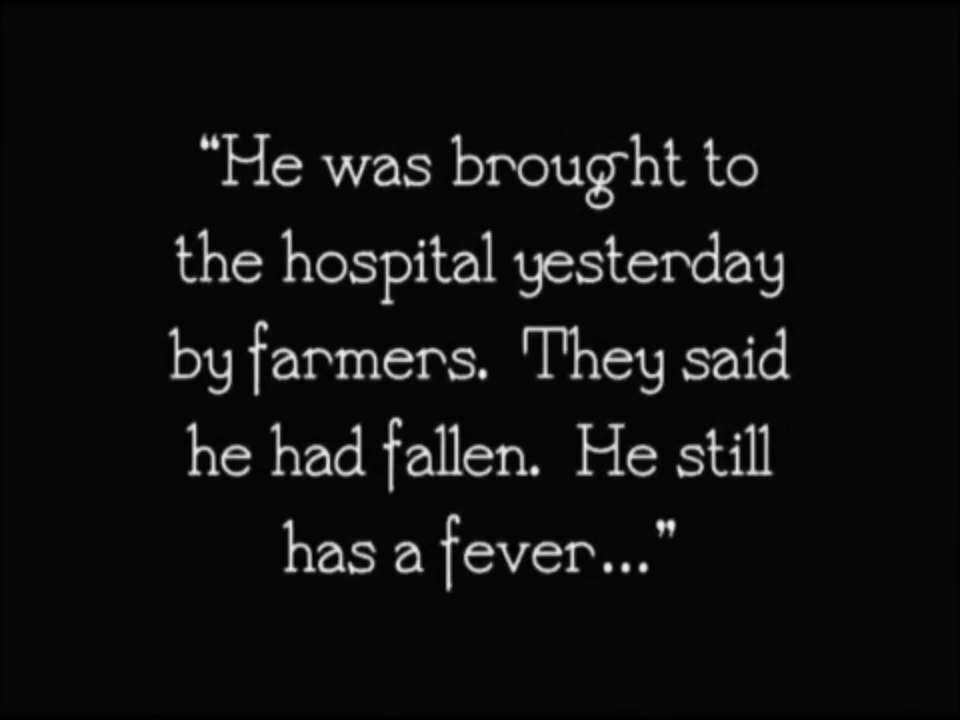 “He was brought to
the hospital yesterday
by farmers. They said
he had fallen. He still
has a fever...”